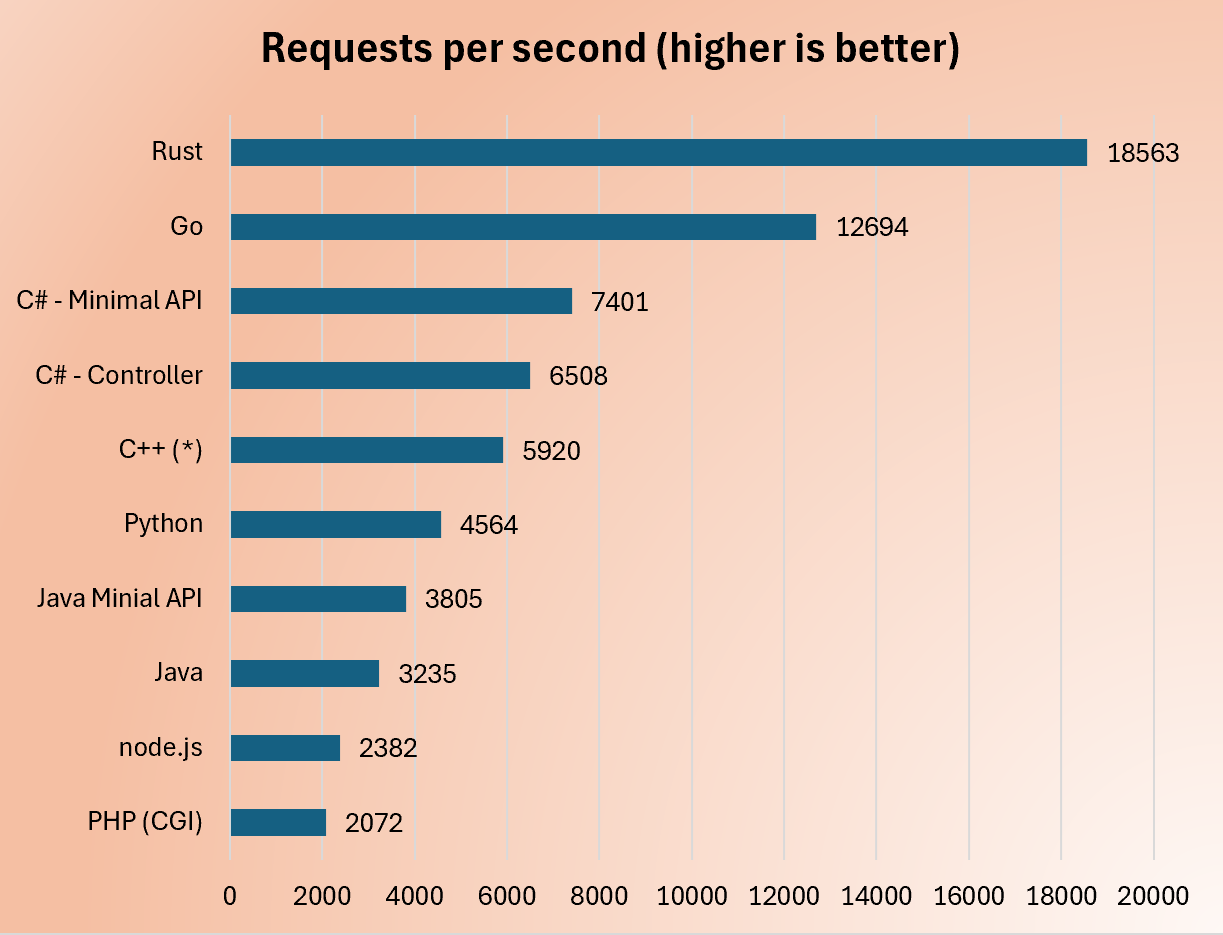 Requests per second (higher is better)
Rust 18563
Go 12694
C# - Minimal API 7401
C# - Controller 6508
C++ (*) 5920
Python 4564
Java Minial API 3805
Java 3235
node.js 2382
PHP (CGI) 2072
0 2000 4000 6000 8000 10000 12000 14000 16000 18000 20000